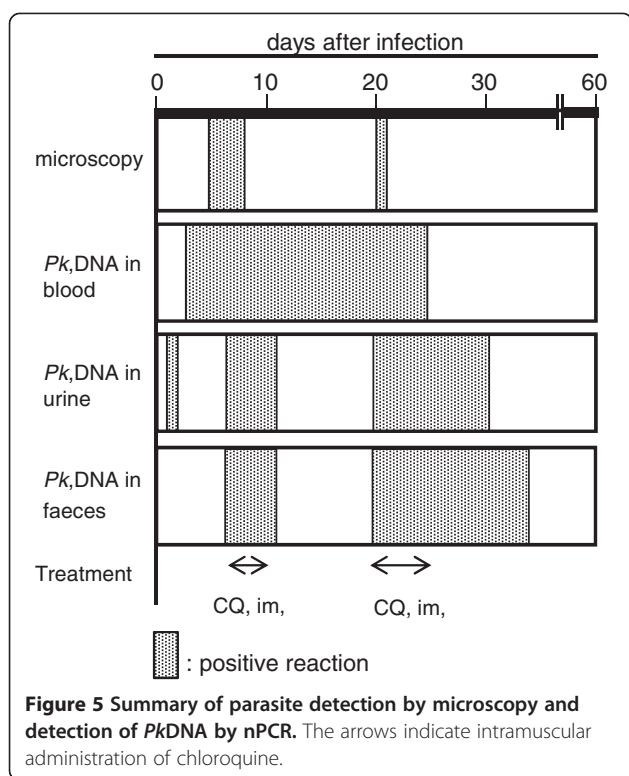 days after infection
0 10 20 30 60
microscopy
Pk,DNA in
blood
Pk,DNA in
urine
Pk,DNA in
faeces
Treatment
CQ, im, CQ, im,
: positive reaction
Figure 5 Summary of parasite detection by microscopy and
detection of PkDNA by nPCR. The arrows indicate intramuscular
administration of chloroquine.